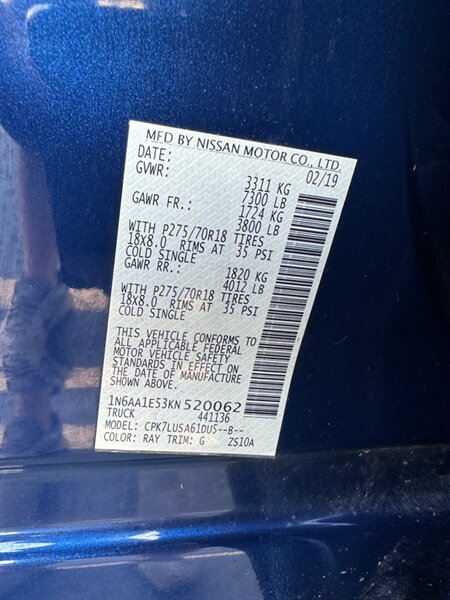 MFD BY NISSAN MOTOR CO., LTD.
DATE: 02/19
GVWR: 3311 KG
7300 LB
GAWR FR.: 1724 KG
3800 LB
WITH P275/70R18 TIRES
18X8.0 RIMS AT 35 PSI
COLD SINGLE
GAWR RR.: 1820 KG
4012 LB
WITH P275/70R18 TIRES
18X8.0 RIMS AT 35 PSI
COLD SINGLE
THIS VEHICLE CONFORMS TO
ALL APPLICABLE FEDERAL
MOTOR VEHICLE SAFETY
STANDARDS IN EFFECT ON
THE DATE OF MANUFACTURE
SHOWN ABOVE.
1N6AA1E53KN520062
TRUCK 441136
MODEL: CPK7LUSA61DUS--B--
COLOR: RAY TRIM: G ZS10A